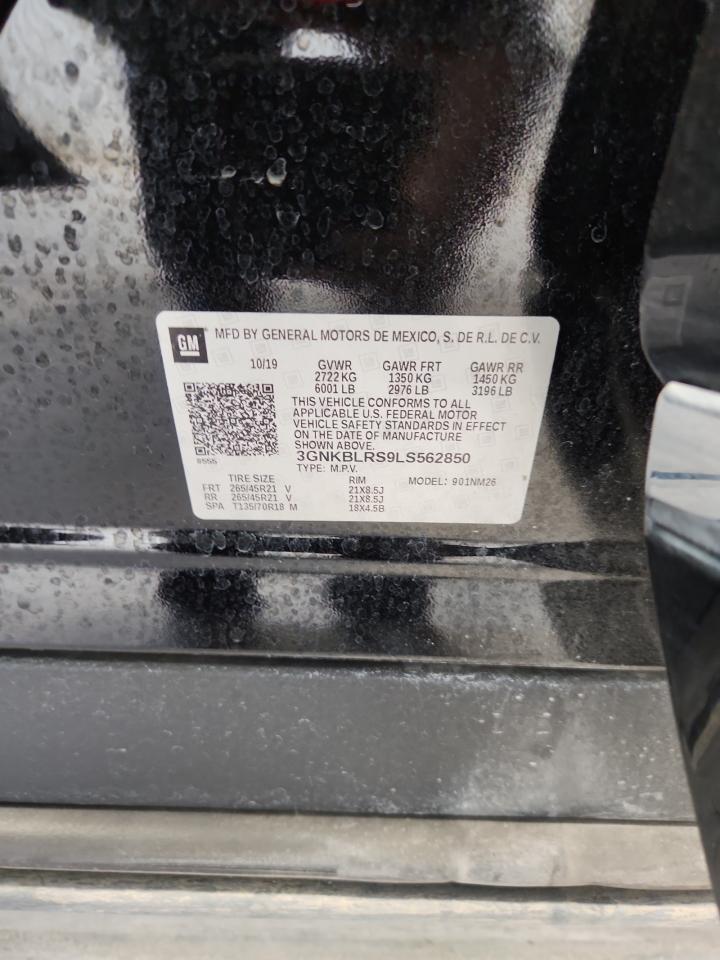 GM MFD BY GENERAL MOTORS DE MEXICO, S. DE R.L. DE C.V.
10/19 GVWR GAWR FRT GAWR RR
2722 KG 1350 KG 1450 KG
6001 LB 2976 LB 3196 LB
THIS VEHICLE CONFORMS TO ALL
APPLICABLE U.S. FEDERAL MOTOR
VEHICLE SAFETY STANDARDS IN EFFECT
ON THE DATE OF MANUFACTURE
SHOWN ABOVE.
3GNKBLRS9LS562850
TYPE: M.P.V. MODEL: 901NM26
TIRE SIZE RIM
FRT 265/45R21 V 21X8.5J
RR 265/45R21 V 21X8.5J
SPA T135/70R18 M 18X4.5B